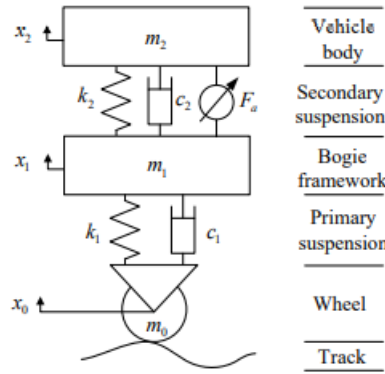 x₂
m₂
Vehicle
body
k₂
c₂
Fₐ
Secondary
suspension
x₁
m₁
Bogie
framework
k₁
c₁
Primary
suspension
x₀
m₀
Wheel
Track